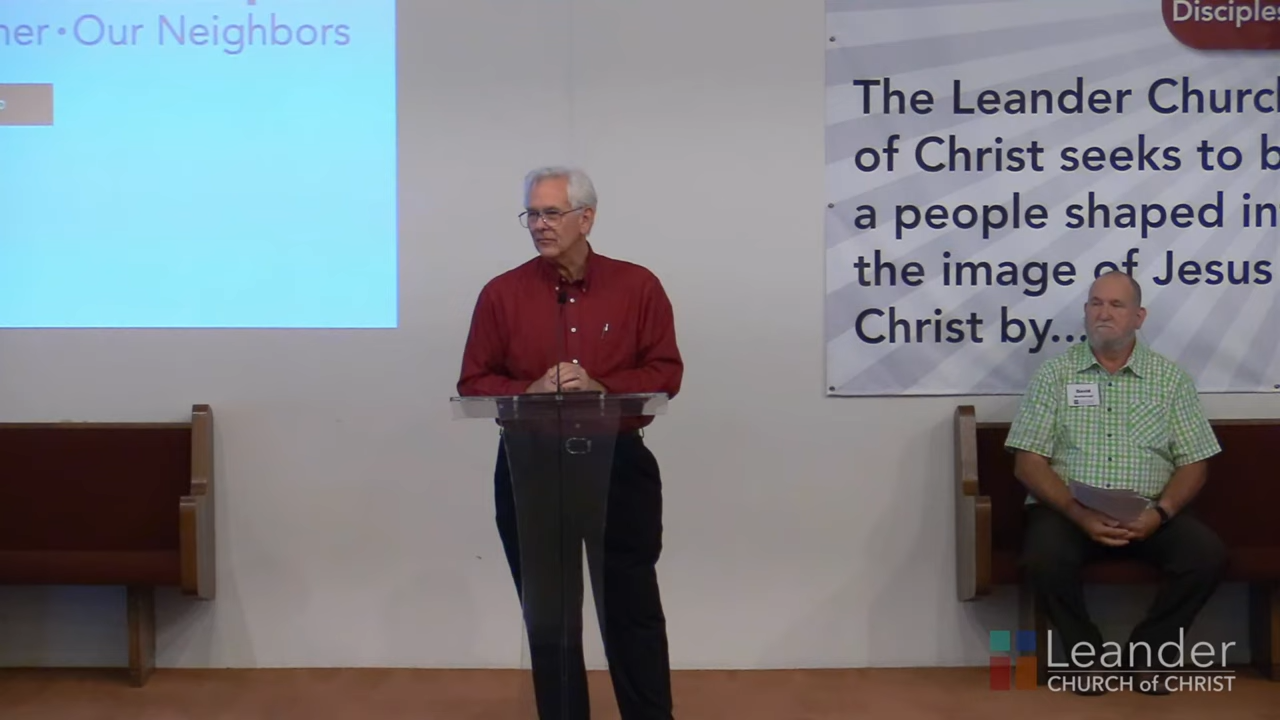 ner • Our Neighbors
Disciples
The Leander Church
of Christ seeks to b
a people shaped in
the image of Jesus
Christ by...
David
Leander
CHURCH of CHRIST